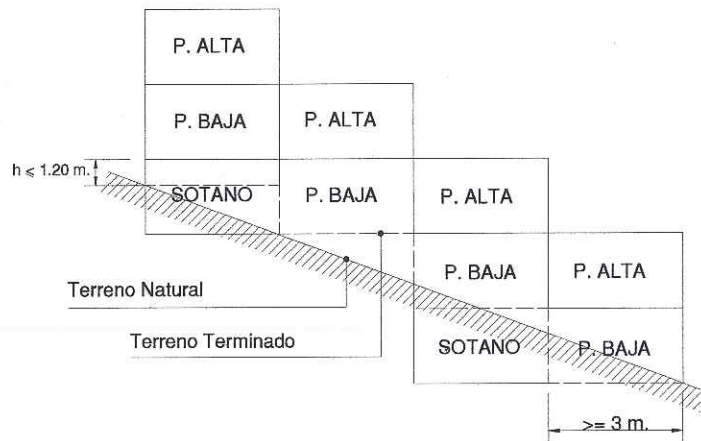 P. ALTA
P. BAJA
P. ALTA
h ⩽ 1.20 m.
SOTANO
P. BAJA
P. ALTA
P. BAJA
P. ALTA
Terreno Natural
Terreno Terminado
SOTANO
P. BAJA
>= 3 m.